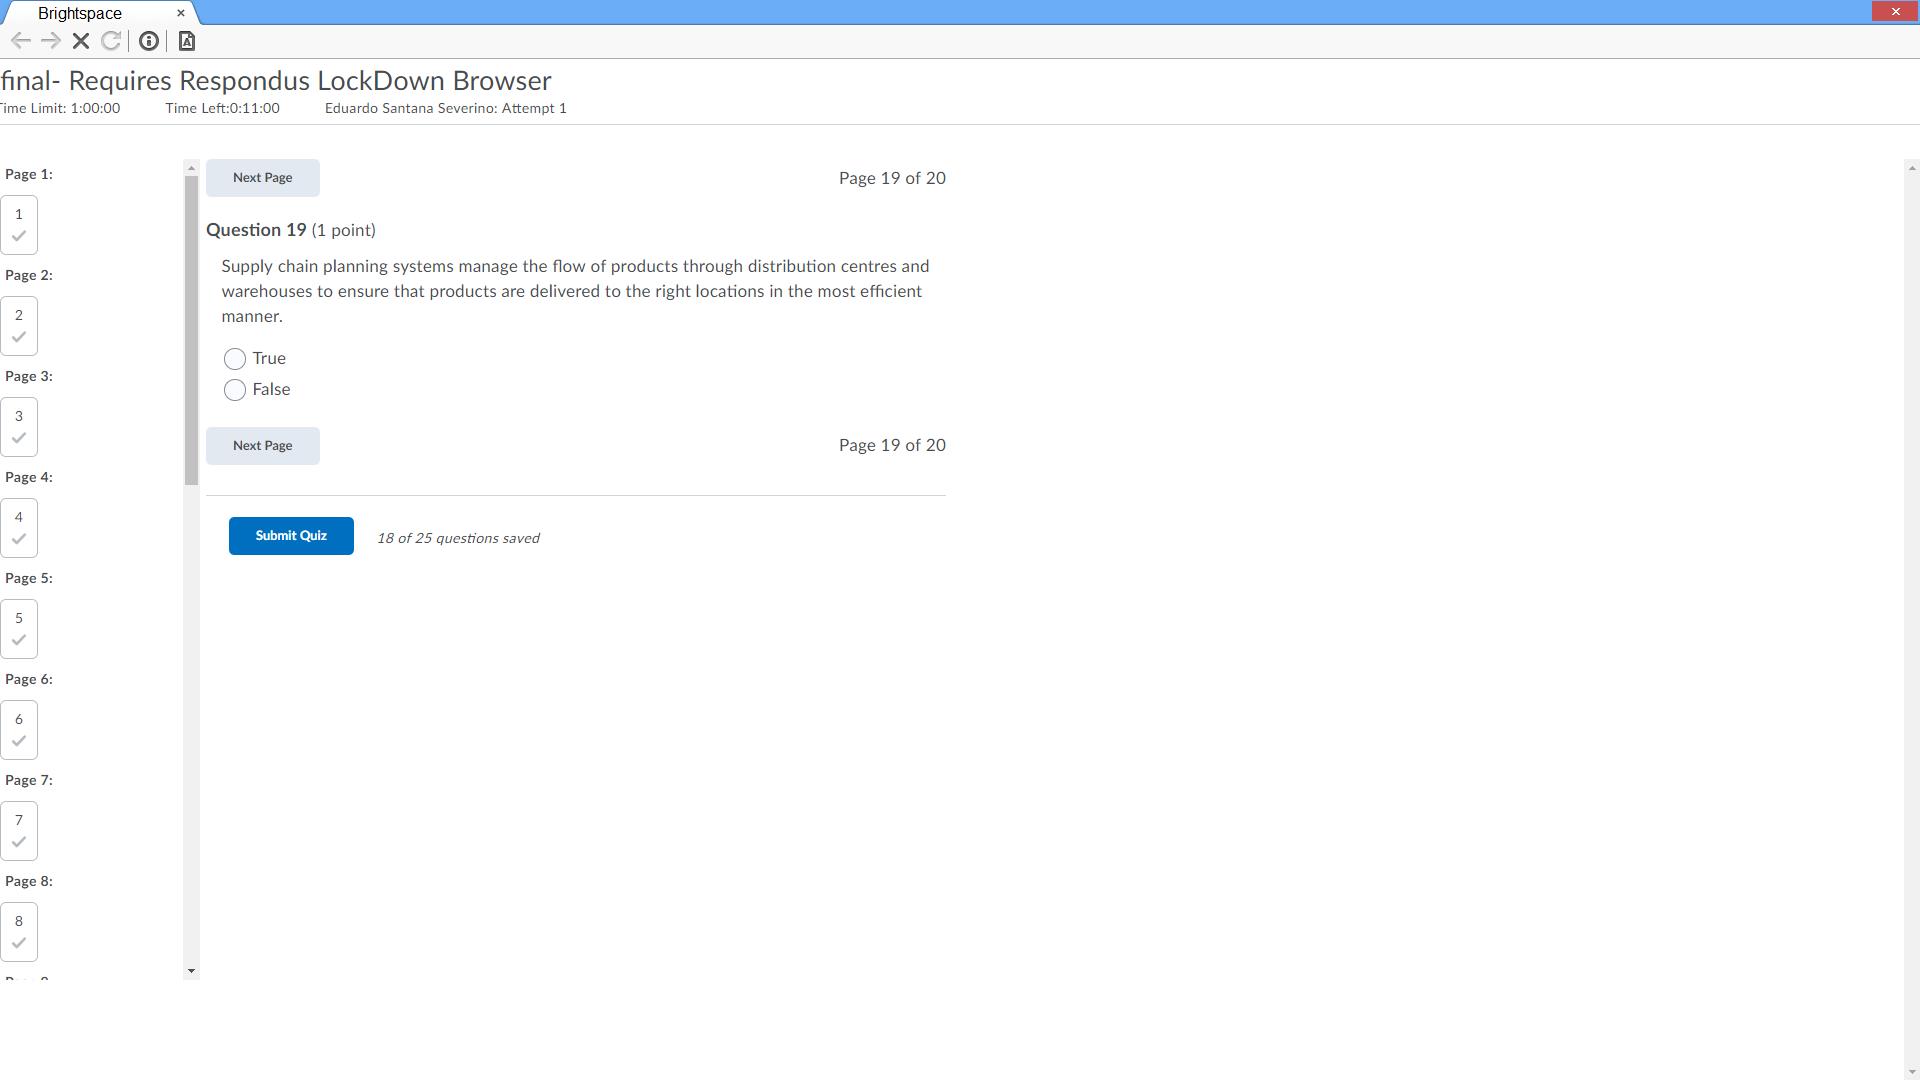 Brightspace
final- Requires Respondus LockDown Browser
Time Limit: 1:00:00 Time Left:0:11:00 Eduardo Santana Severino: Attempt 1
Page 1:
1
Page 2:
2
Page 3:
3
Page 4:
4
Page 5:
5
Page 6:
6
Page 7:
7
Page 8:
8
Next Page
Page 19 of 20
Question 19 (1 point)
Supply chain planning systems manage the flow of products through distribution centres and
warehouses to ensure that products are delivered to the right locations in the most efficient
manner.
True
False
Next Page
Page 19 of 20
Submit Quiz
18 of 25 questions saved